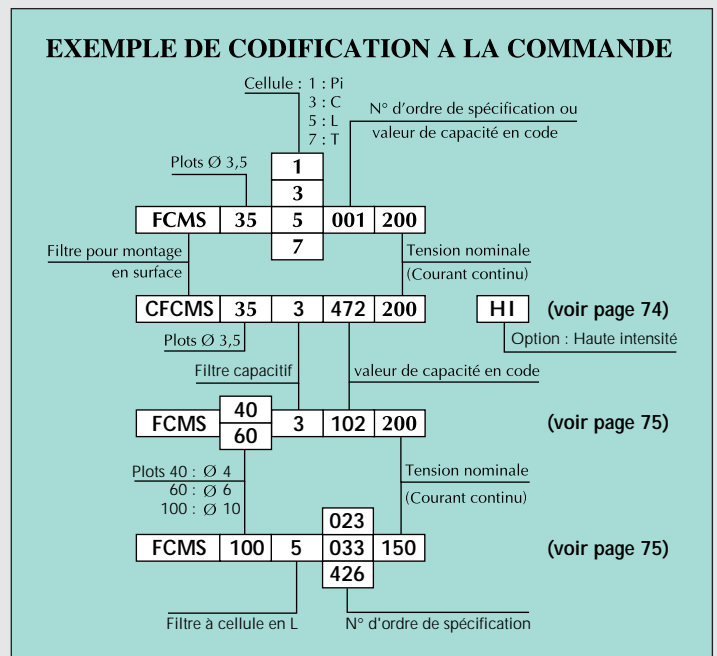 EXEMPLE DE CODIFICATION A LA COMMANDE
Cellule : 1 : Pi
3 : C
5 : L
7 : T
N° d'ordre de spécification ou
valeur de capacité en code
Plots Ø 3,5
1
3
FCMS 35 5 001 200
7
Filtre pour montage
en surface
Tension nominale
(Courant continu)
CFCMS 35 3 472 200 HI (voir page 74)
Plots Ø 3,5
Option : Haute intensité
Filtre capacitif
valeur de capacité en code
40
FCMS 3 102 200 (voir page 75)
60
Plots 40 : Ø 4
60 : Ø 6
100 : Ø 10
Tension nominale
(Courant continu)
023
FCMS 100 5 033 150 (voir page 75)
426
Filtre à cellule en L
N° d'ordre de spécification